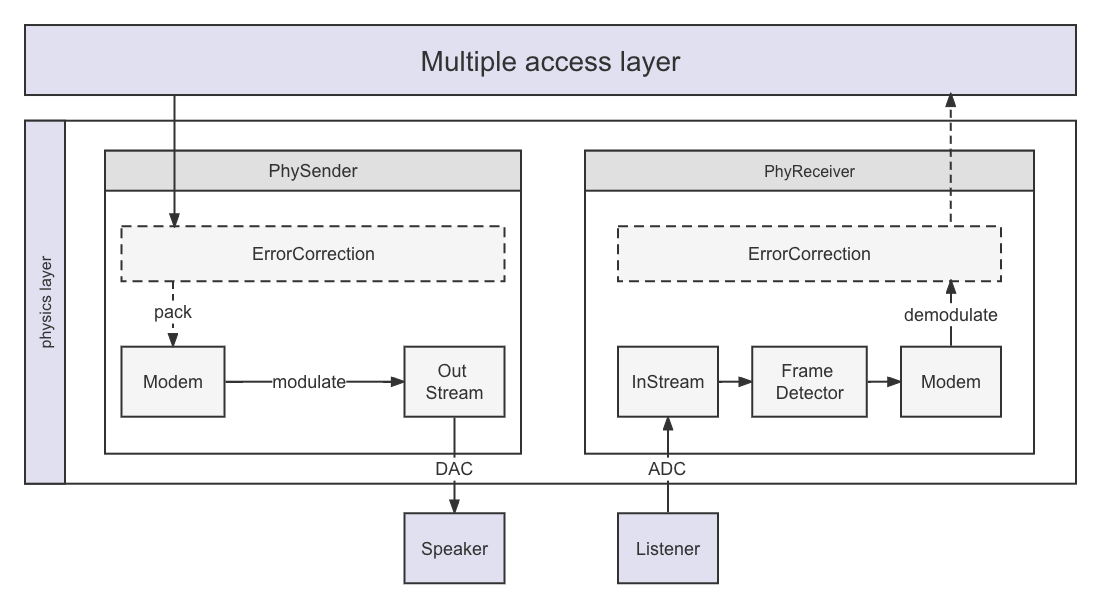 Multiple access layer
physics layer
PhySender
ErrorCorrection
pack
Modem
modulate
Out
Stream
DAC
Speaker
PhyReceiver
ErrorCorrection
demodulate
InStream
Frame
Detector
Modem
ADC
Listener